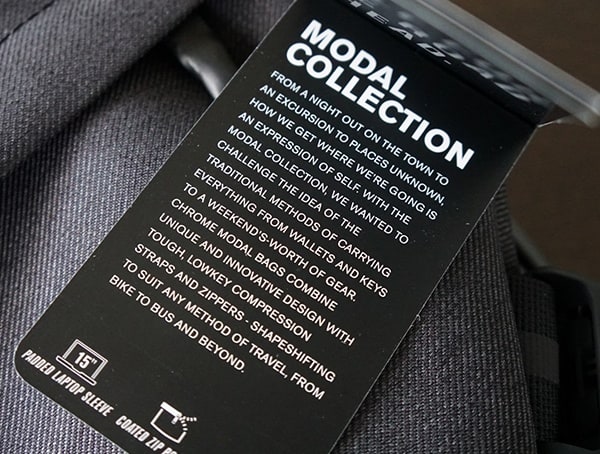 HEAD.
MODAL
COLLECTION
FROM A NIGHT OUT ON THE TOWN TO
AN EXCURSION TO PLACES UNKNOWN.
HOW WE GET WHERE WE'RE GOING IS
AN EXPRESSION OF SELF. WITH THE
MODAL COLLECTION, WE WANTED TO
CHALLENGE THE IDEA OF THE
TRADITIONAL METHODS OF CARRYING
EVERYTHING FROM WALLETS AND KEYS
TO A WEEKEND'S-WORTH OF GEAR.
CHROME MODAL BAGS COMBINE
UNIQUE AND INNOVATIVE DESIGN WITH
TOUGH, LOWKEY COMPRESSION
STRAPS AND ZIPPERS - SHAPESHIFTING
TO SUIT ANY METHOD OF TRAVEL, FROM
BIKE TO BUS AND BEYOND.
15"
PADDED LAPTOP SLEEVE
COATED ZIP